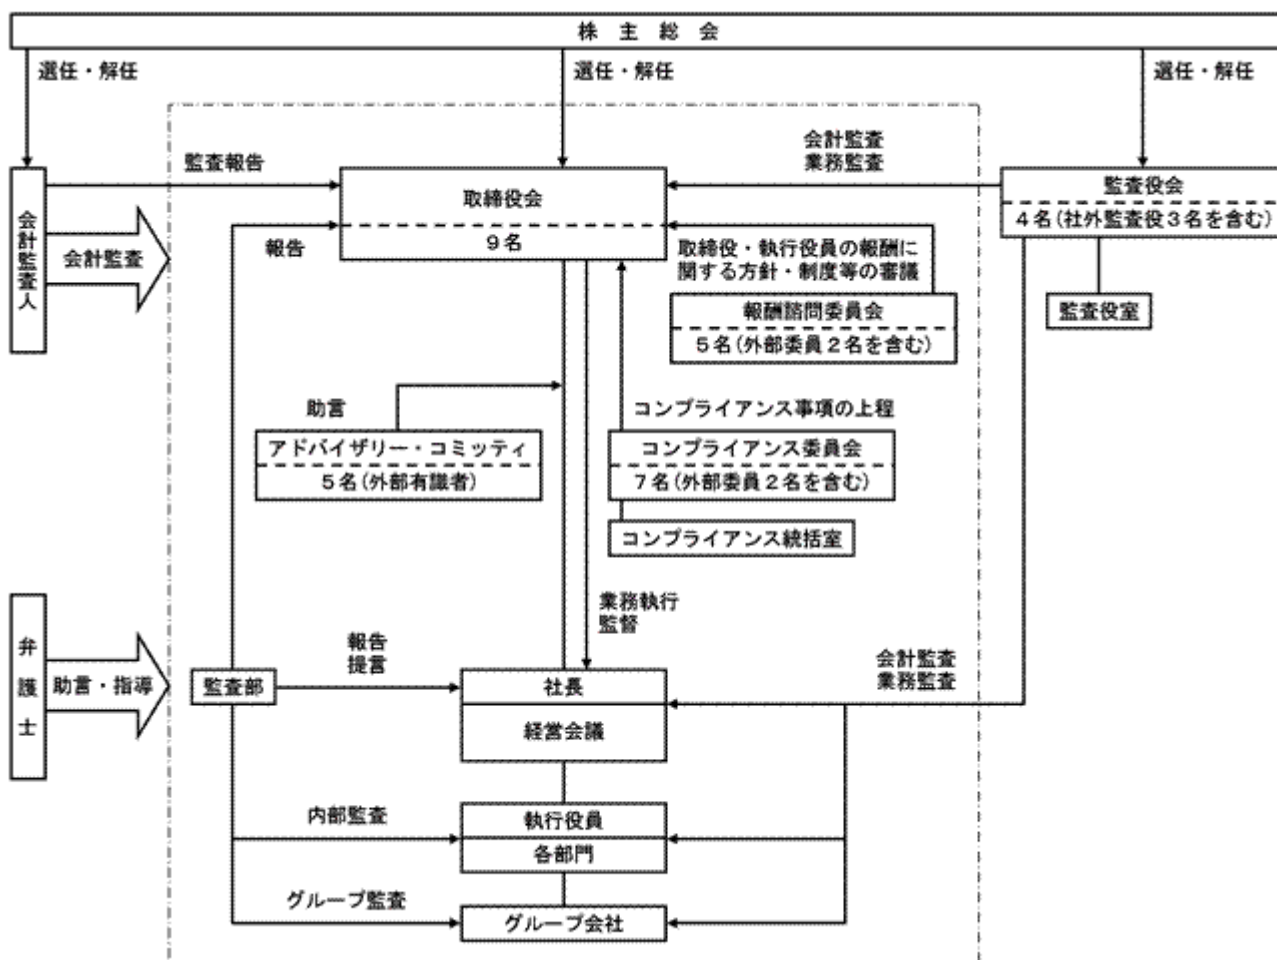 株 主 総 会
選任・解任
選任・解任
選任・解任
監査報告
会計監査
業務監査
会計監査人
会計監査
取締役会
9名
報告
監査役会
4名(社外監査役3名を含む)
監査役室
取締役・執行役員の報酬に
関する方針・制度等の審議
報酬諮問委員会
5名(外部委員2名を含む)
助言
アドバイザリー・コミッティ
5名(外部有識者)
コンプライアンス事項の上程
コンプライアンス委員会
7名(外部委員2名を含む)
コンプライアンス統括室
業務執行
監督
弁護士
助言・指導
監査部
報告
提言
社長
経営会議
会計監査
業務監査
内部監査
執行役員
各部門
グループ監査
グループ会社